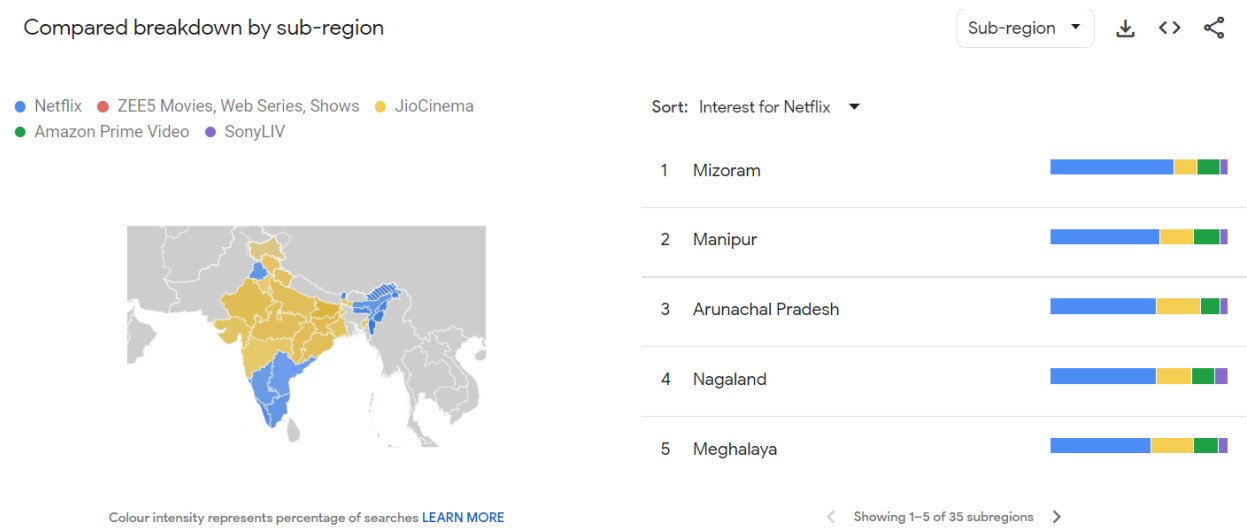 Compared breakdown by sub-region
Sub-region
Netflix ZEE5 Movies, Web Series, Shows JioCinema
Amazon Prime Video SonyLIV
Sort: Interest for Netflix
1 Mizoram
2 Manipur
3 Arunachal Pradesh
4 Nagaland
5 Meghalaya
Colour intensity represents percentage of searches LEARN MORE
Showing 1–5 of 35 subregions